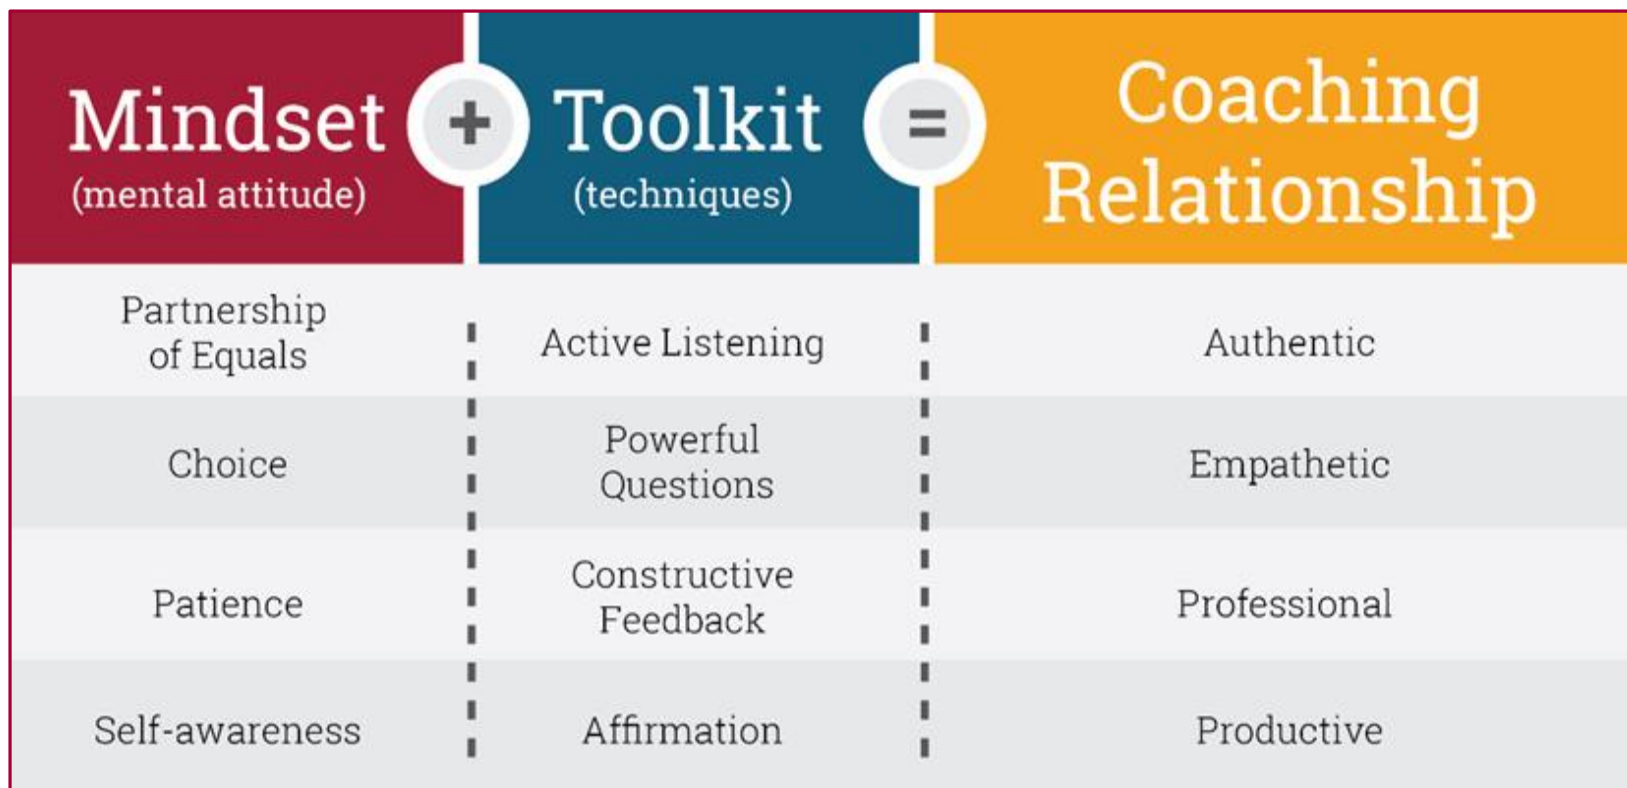 Mindset
(mental attitude)
+
Toolkit
(techniques)
=
Coaching
Relationship
Partnership
of Equals
Active Listening
Authentic
Choice
Powerful
Questions
Empathetic
Patience
Constructive
Feedback
Professional
Self-awareness
Affirmation
Productive